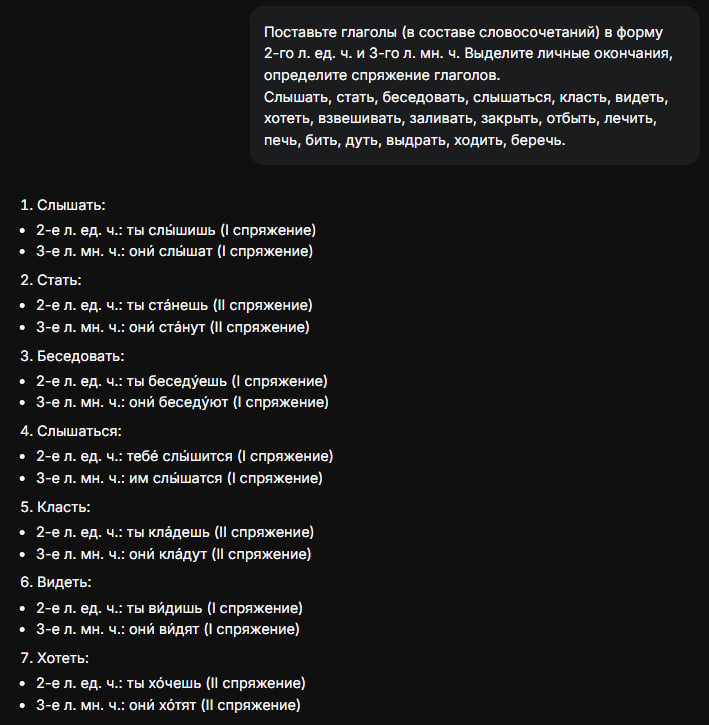 Поставьте глаголы (в составе словосочетаний) в форму
2-го л. ед. ч. и 3-го л. мн. ч. Выделите личные окончания,
определите спряжение глаголов.
Слышать, стать, беседовать, слышаться, класть, видеть,
хотеть, взвешивать, заливать, закрыть, отбыть, лечить,
печь, бить, дуть, выдрать, ходить, беречь.
1. Слышать:
• 2-е л. ед. ч.: ты слы́шишь (I спряжение)
• 3-е л. мн. ч.: они́ слы́шат (I спряжение)
2. Стать:
• 2-е л. ед. ч.: ты ста́нешь (II спряжение)
• 3-е л. мн. ч.: они́ ста́нут (II спряжение)
3. Беседовать:
• 2-е л. ед. ч.: ты бесе́ду́ешь (I спряжение)
• 3-е л. мн. ч.: они́ беседу́ют (I спряжение)
4. Слышаться:
• 2-е л. ед. ч.: тебе́ слы́шится (I спряжение)
• 3-е л. мн. ч.: им слы́шатся (I спряжение)
5. Класть:
• 2-е л. ед. ч.: ты кла́дешь (II спряжение)
• 3-е л. мн. ч.: они́ кла́дут (II спряжение)
6. Видеть:
• 2-е л. ед. ч.: ты ви́дишь (I спряжение)
• 3-е л. мн. ч.: они́ ви́дят (I спряжение)
7. Хотеть:
• 2-е л. ед. ч.: ты хо́чешь (II спряжение)
• 3-е л. мн. ч.: они́ хо́тят (II спряжение)